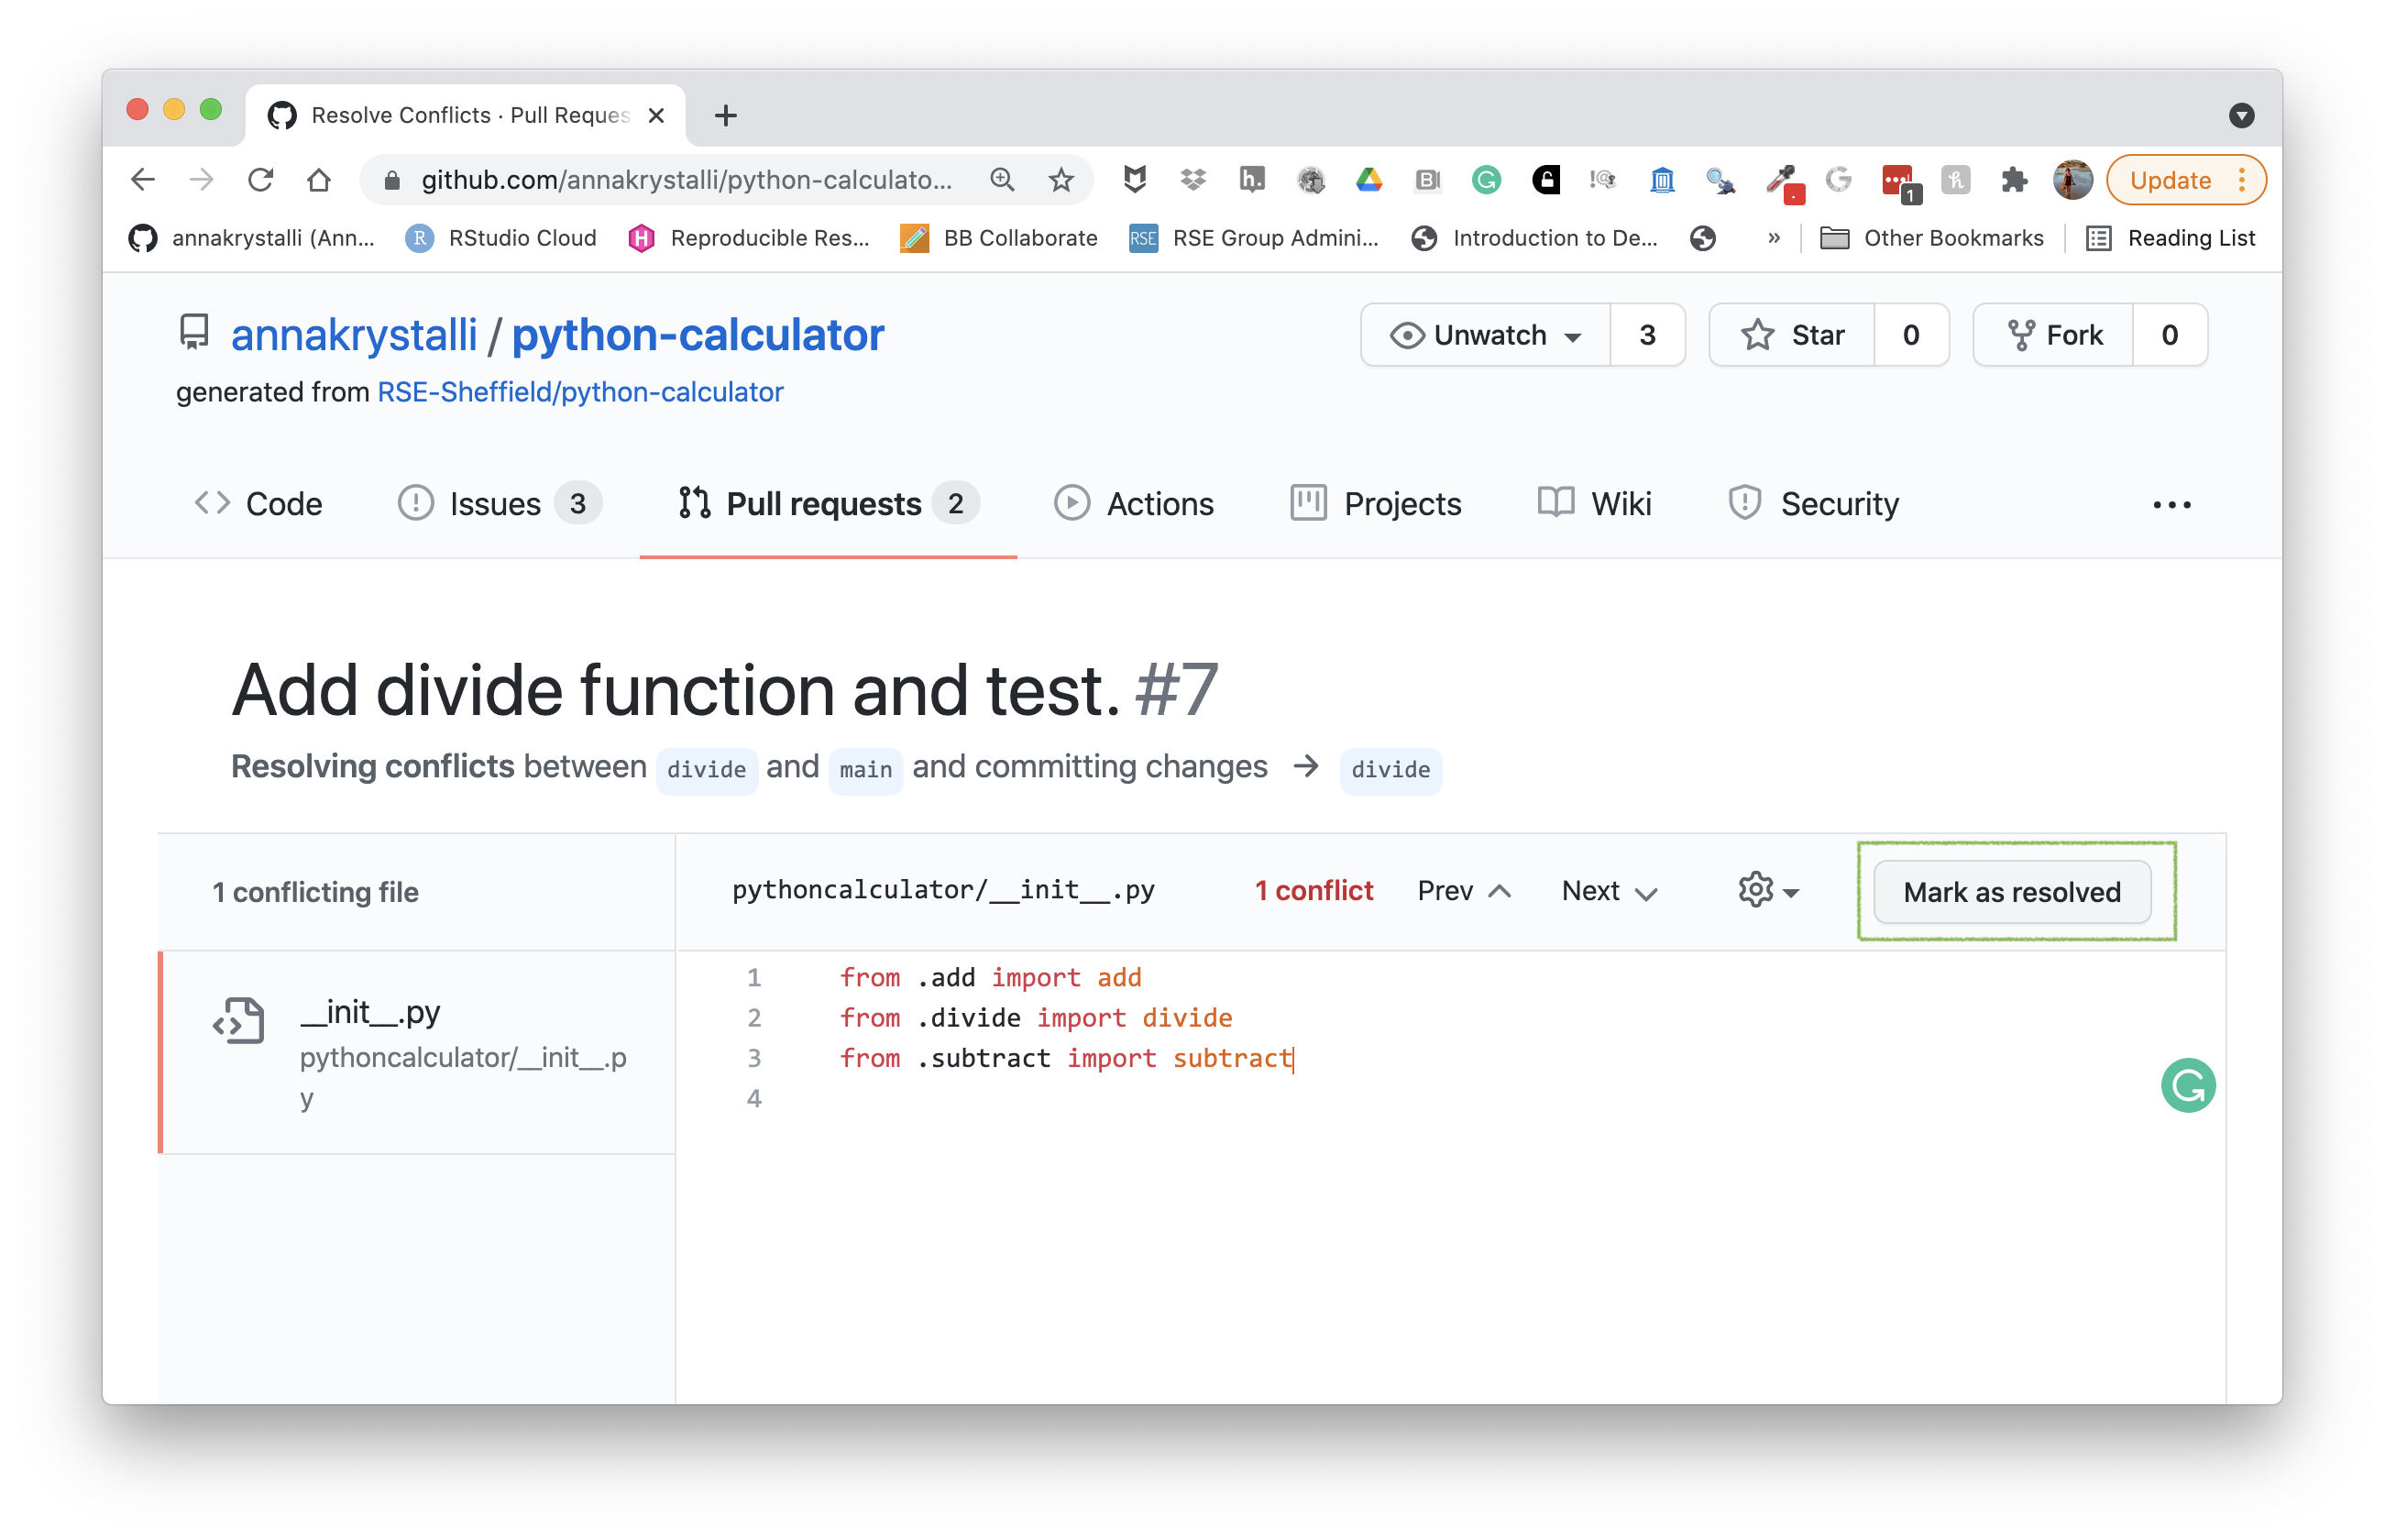 Resolve Conflicts · Pull Reques
github.com/annakrystalli/python-calculato...
1
Update
annakrystalli (Ann...
RStudio Cloud
Reproducible Res...
BB Collaborate
RSE
RSE Group Admini...
Introduction to De...
»
Other Bookmarks
Reading List
annakrystalli / python-calculator
Unwatch 3
Star 0
Fork 0
generated from RSE-Sheffield/python-calculator
Code
Issues 3
Pull requests 2
Actions
Projects
Wiki
Security
Add divide function and test. #7
Resolving conflicts between divide and main and committing changes → divide
1 conflicting file
pythoncalculator/__init__.py
1 conflict
Prev
Next
Mark as resolved
__init__.py
pythoncalculator/__init__.p
y
1 from .add import add
2 from .divide import divide
3 from .subtract import subtract
4